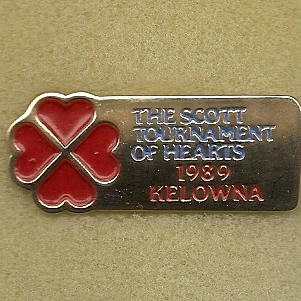 THE SCOTT
TOURNAMENT
OF HEARTS
1989
KELOWNA